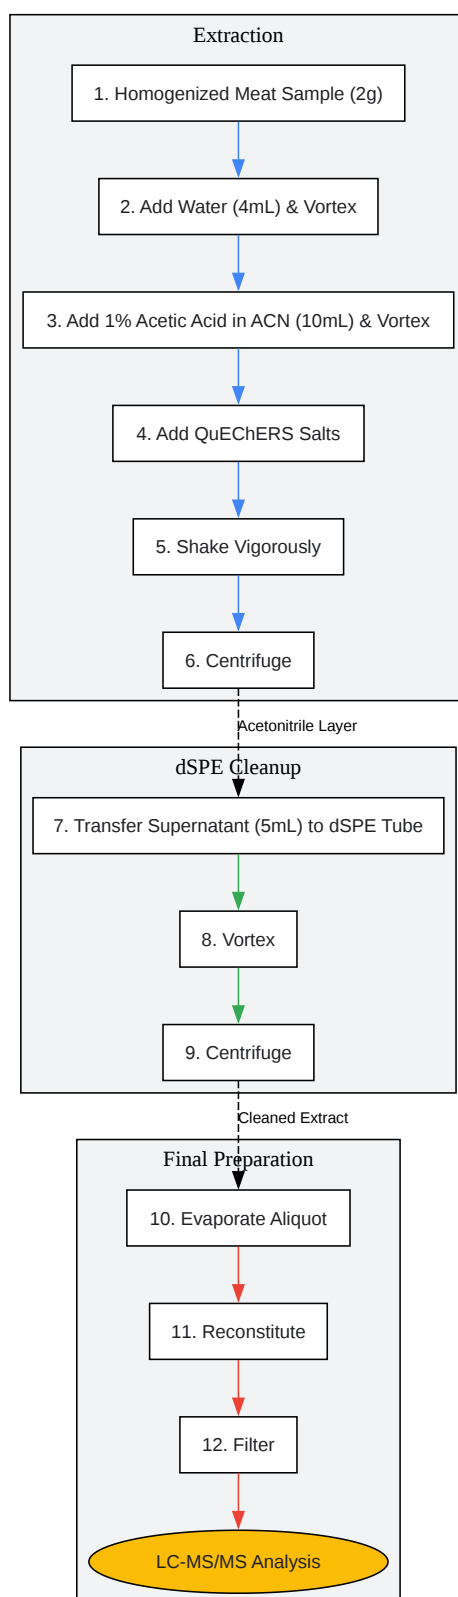 Extraction
1. Homogenized Meat Sample (2g)
2. Add Water (4mL) & Vortex
3. Add 1% Acetic Acid in ACN (10mL) & Vortex
4. Add QuEChERS Salts
5. Shake Vigorously
6. Centrifuge
Acetonitrile Layer
dSPE Cleanup
7. Transfer Supernatant (5mL) to dSPE Tube
8. Vortex
9. Centrifuge
Cleaned Extract
Final Preparation
10. Evaporate Aliquot
11. Reconstitute
12. Filter
LC-MS/MS Analysis